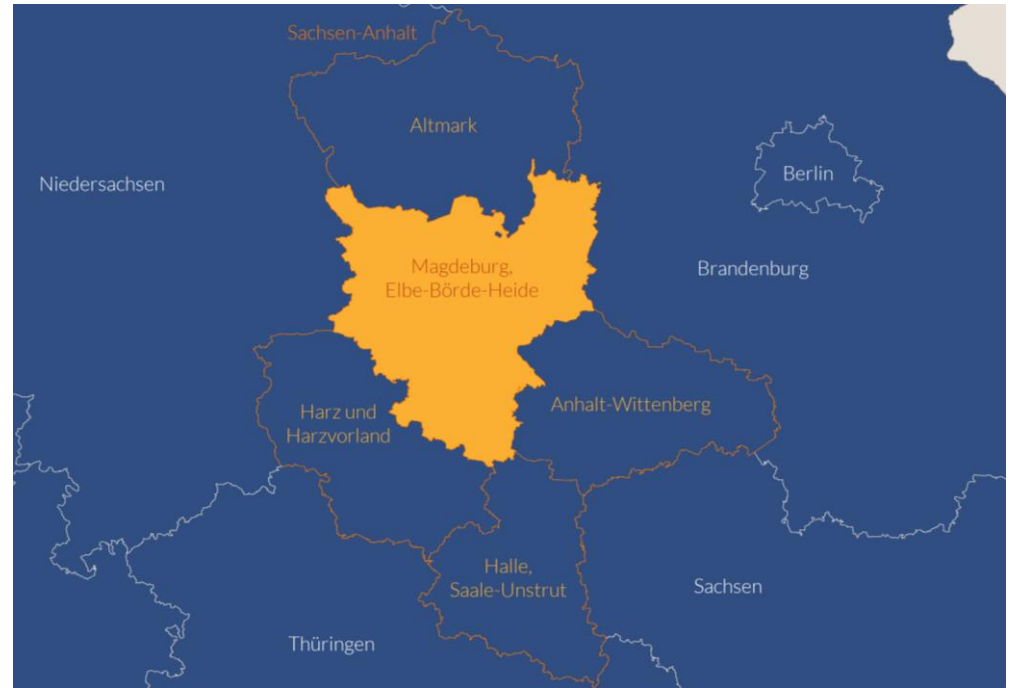 Sachsen-Anhalt
Altmark
Niedersachsen
Berlin
Magdeburg,
Elbe-Börde-Heide
Brandenburg
Harz und
Harzvorland
Anhalt-Wittenberg
Halle,
Saale-Unstrut
Sachsen
Thüringen